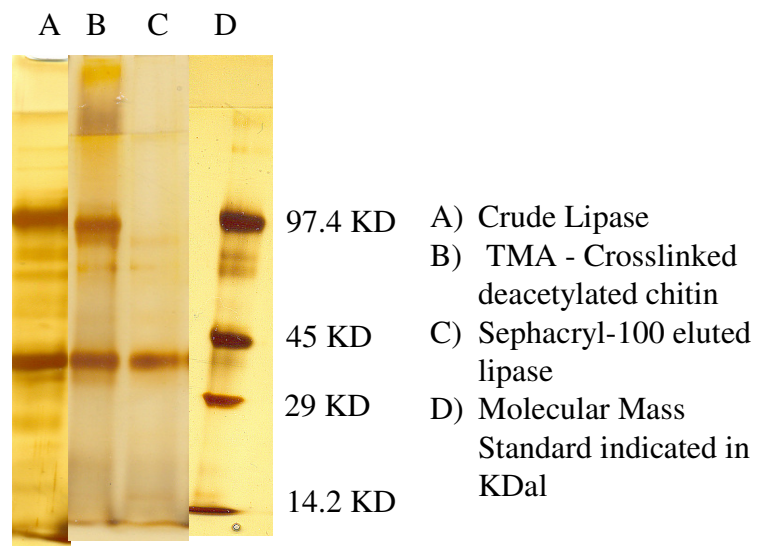 A B C D
97.4 KD
45 KD
29 KD
14.2 KD
A) Crude Lipase
B) TMA - Crosslinked
deacetylated chitin
C) Sephacryl-100 eluted
lipase
D) Molecular Mass
Standard indicated in
KDal